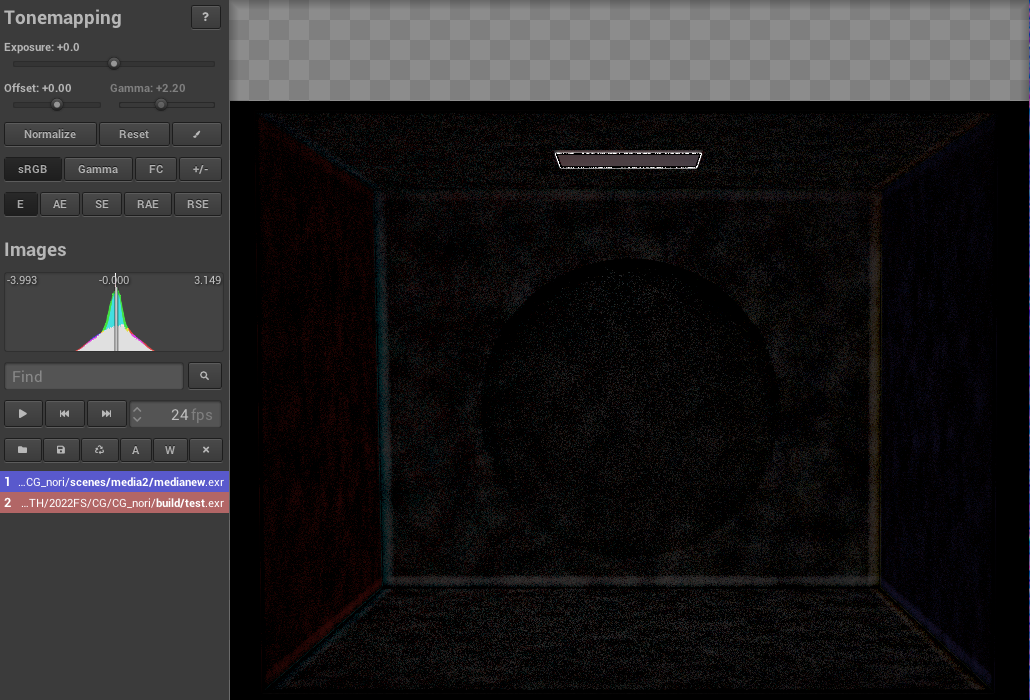 Tonemapping ?
Exposure: +0.0
Offset: +0.00 Gamma: +2.20
Normalize Reset
sRGB Gamma FC +/-
E AE SE RAE RSE
Images
-3.993 -0.000 3.149
Find
24 fps
A W
1 ...CG_nori/scenes/media2/medianew.exr
2 ...TH/2022FS/CG/CG_nori/build/test.exr